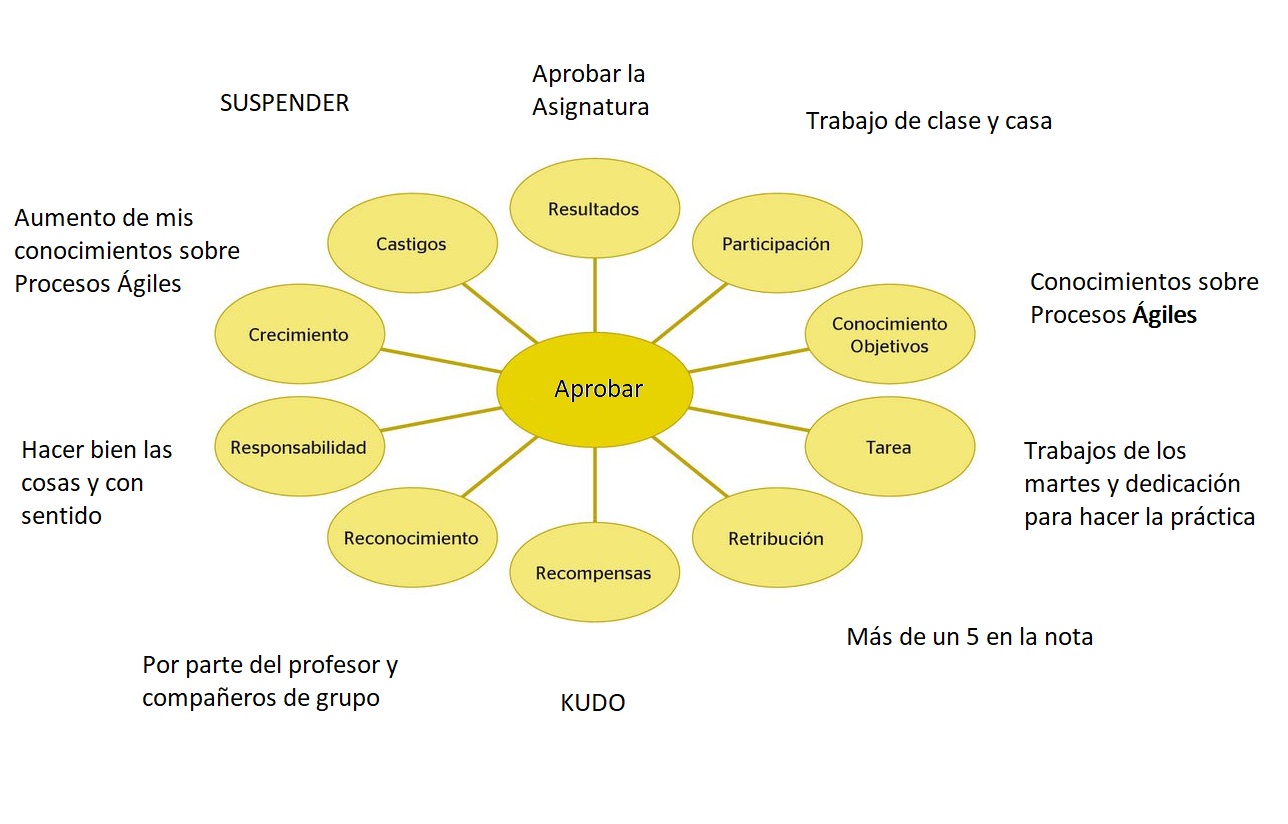 Aprobar la
Asignatura
SUSPENDER
Trabajo de clase y casa
Resultados
Castigos
Participación
Aumento de mis
conocimientos sobre
Procesos Ágiles
Conocimientos sobre
Procesos Ágiles
Crecimiento
Conocimiento
Objetivos
Aprobar
Responsabilidad
Tarea
Hacer bien las
cosas y con
sentido
Trabajos de los
martes y dedicación
para hacer la práctica
Reconocimiento
Retribución
Recompensas
Más de un 5 en la nota
Por parte del profesor y
compañeros de grupo
KUDO